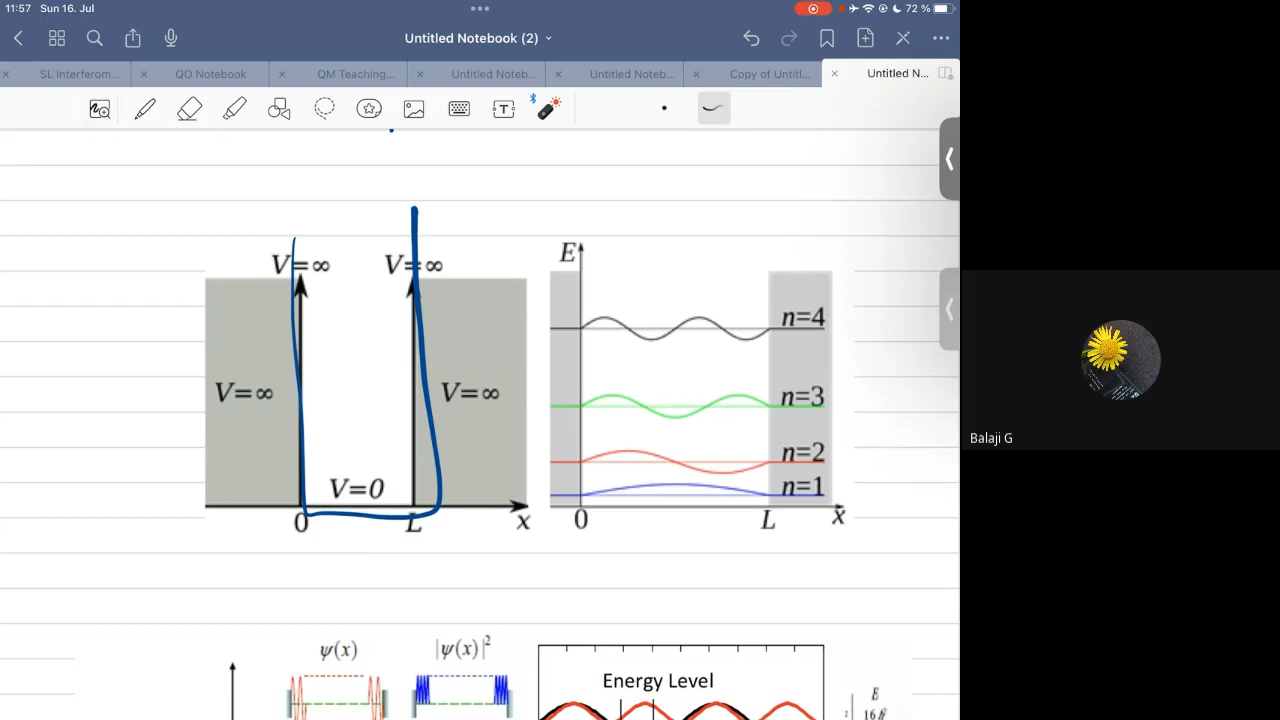 11:57 Sun 16. Jul
72 %
Untitled Notebook (2)
SL Interferom...
QO Notebook
QM Teaching...
Untitled Noteb...
Untitled Noteb...
Copy of Untitl...
Untitled N...
T
V=∞ V=∞
V=∞ V=∞
V=0
0 L x
E
n=4
n=3
n=2
n=1
0 L x
Balaji G
ψ(x) |ψ(x)|²
Energy Level
E